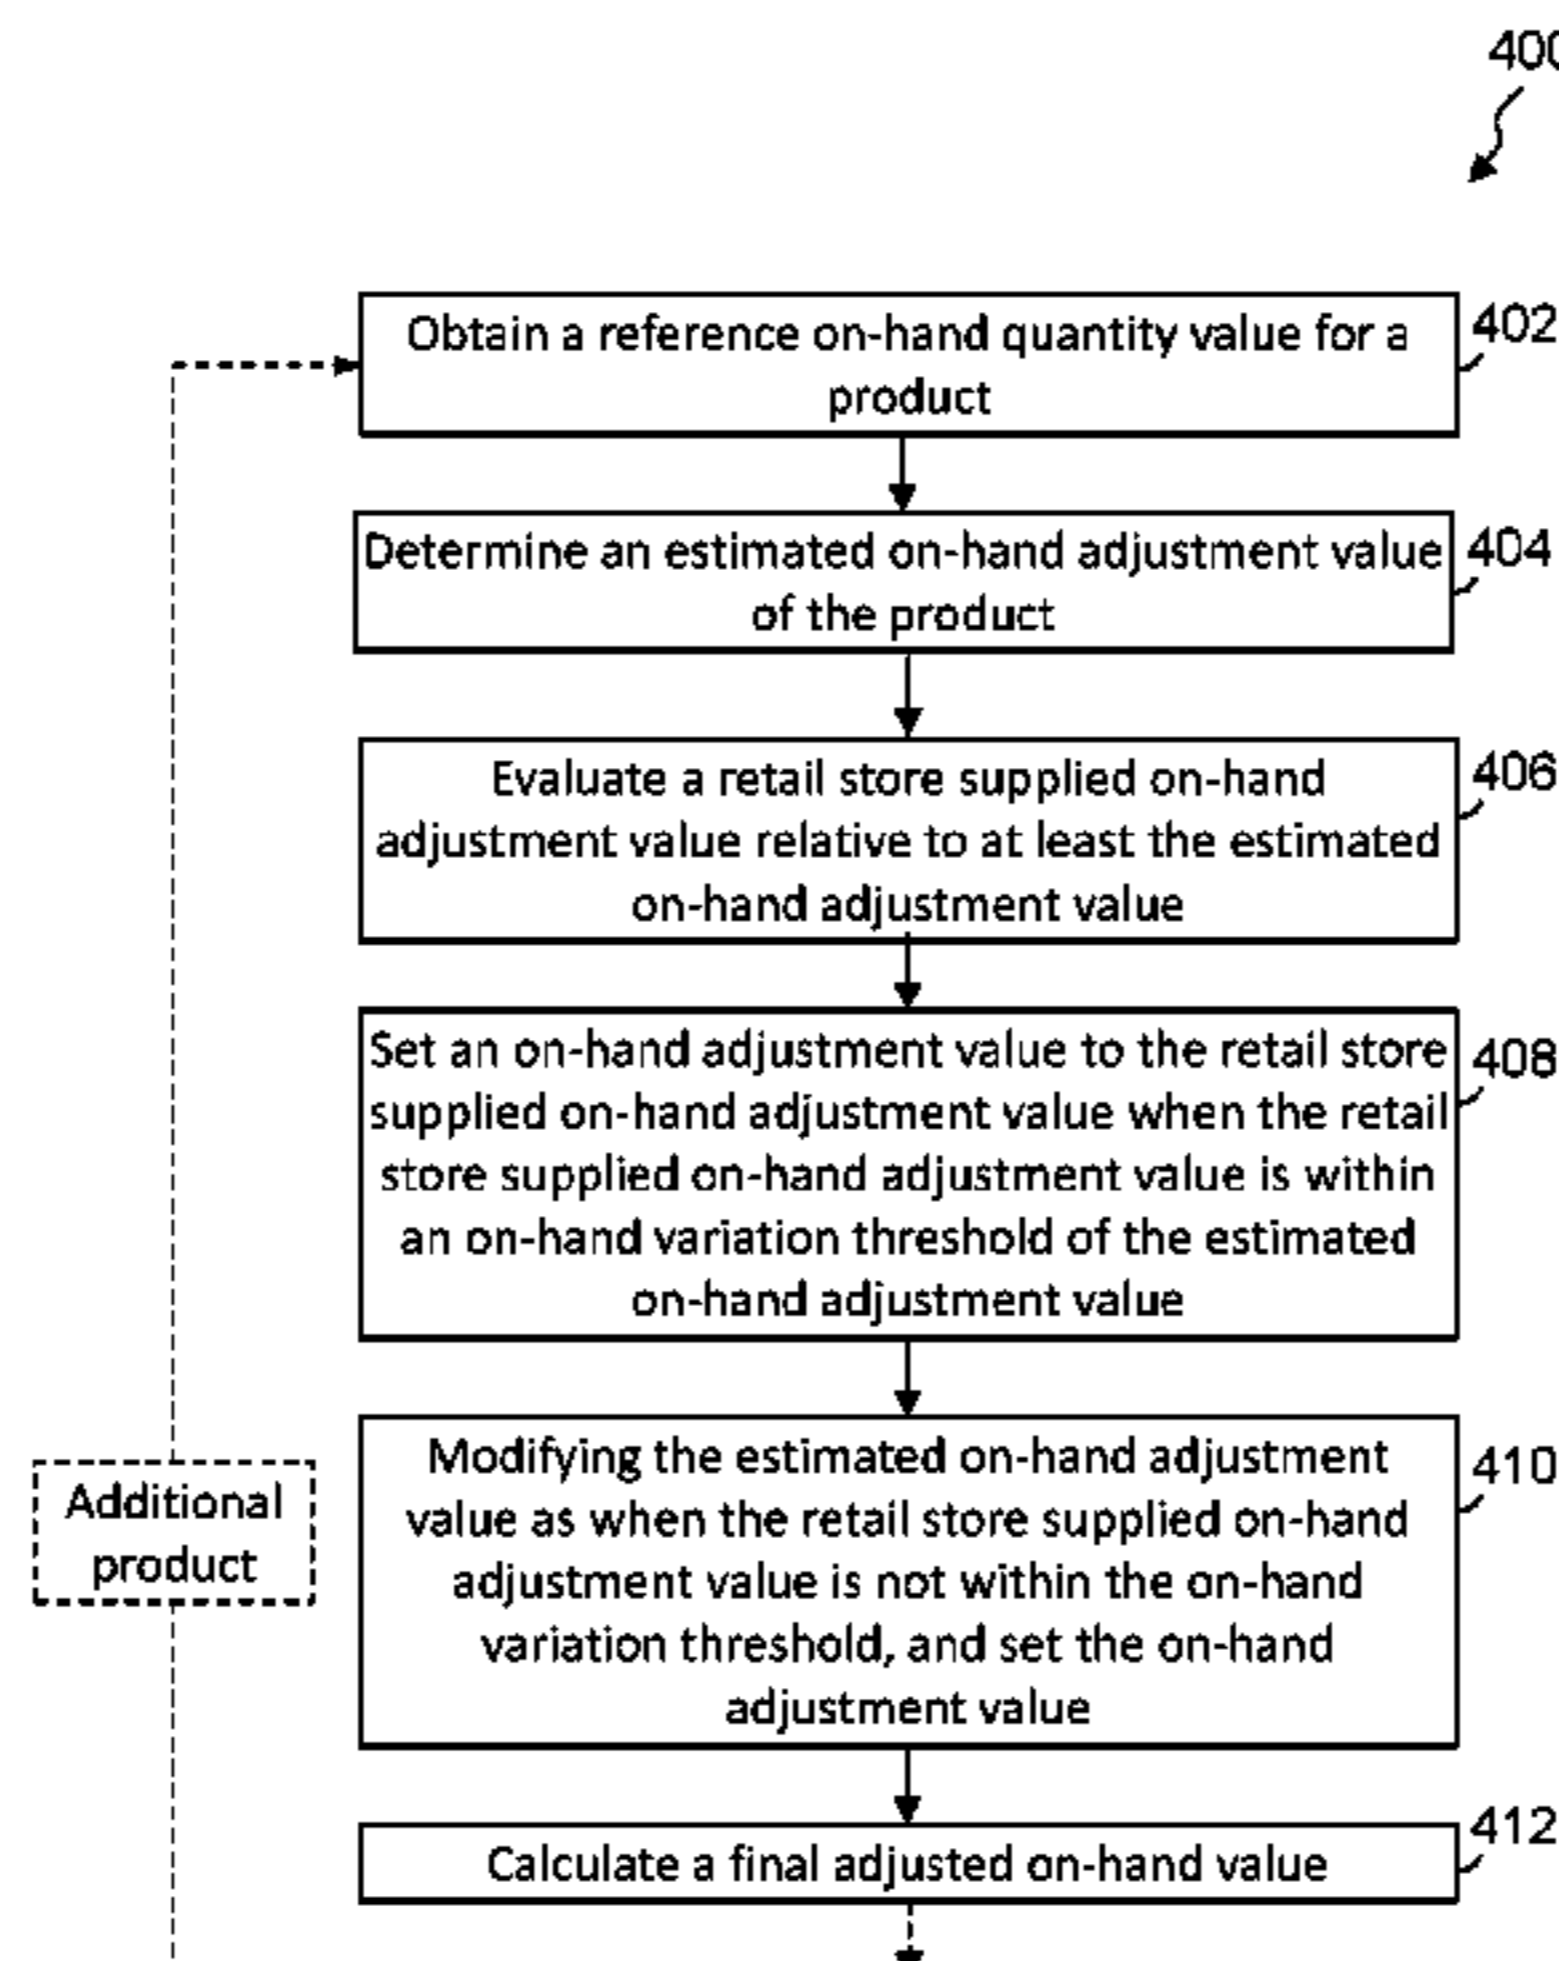 400
Obtain a reference on-hand quantity value for a
product
402
Determine an estimated on-hand adjustment value
of the product
404
Evaluate a retail store supplied on-hand
adjustment value relative to at least the estimated
on-hand adjustment value
406
Set an on-hand adjustment value to the retail store
supplied on-hand adjustment value when the retail
store supplied on-hand adjustment value is within
an on-hand variation threshold of the estimated
on-hand adjustment value
408
Modifying the estimated on-hand adjustment
value as when the retail store supplied on-hand
adjustment value is not within the on-hand
variation threshold, and set the on-hand
adjustment value
410
Additional
product
Calculate a final adjusted on-hand value
412